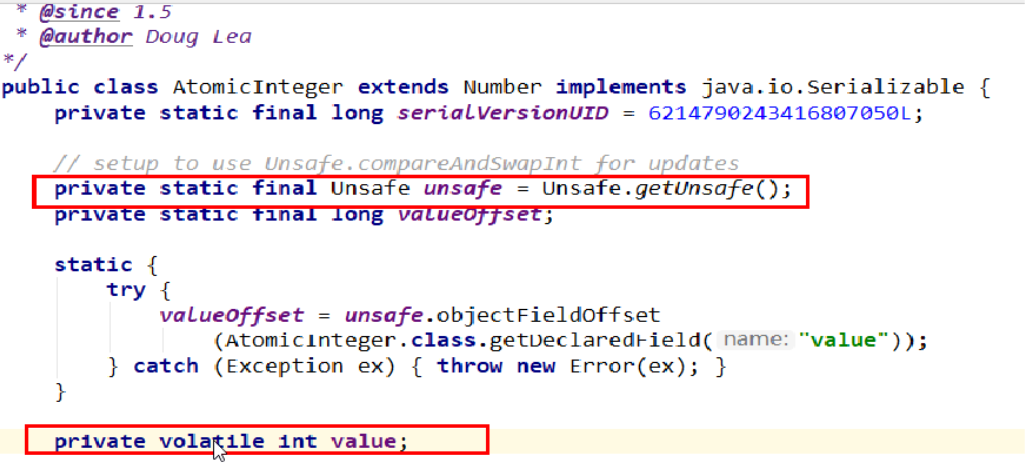 * @since 1.5
* @author Doug Lea
*/
public class AtomicInteger extends Number implements java.io.Serializable {
private static final long serialVersionUID = 6214790243416807050L;
// setup to use Unsafe.compareAndSwapInt for updates
private static final Unsafe unsafe = Unsafe.getUnsafe();
private static final long valueOffset;
static {
try {
valueOffset = unsafe.objectFieldOffset
(AtomicInteger.class.getDeclaredField( name: "value"));
} catch (Exception ex) { throw new Error(ex); }
}
private volatile int value;